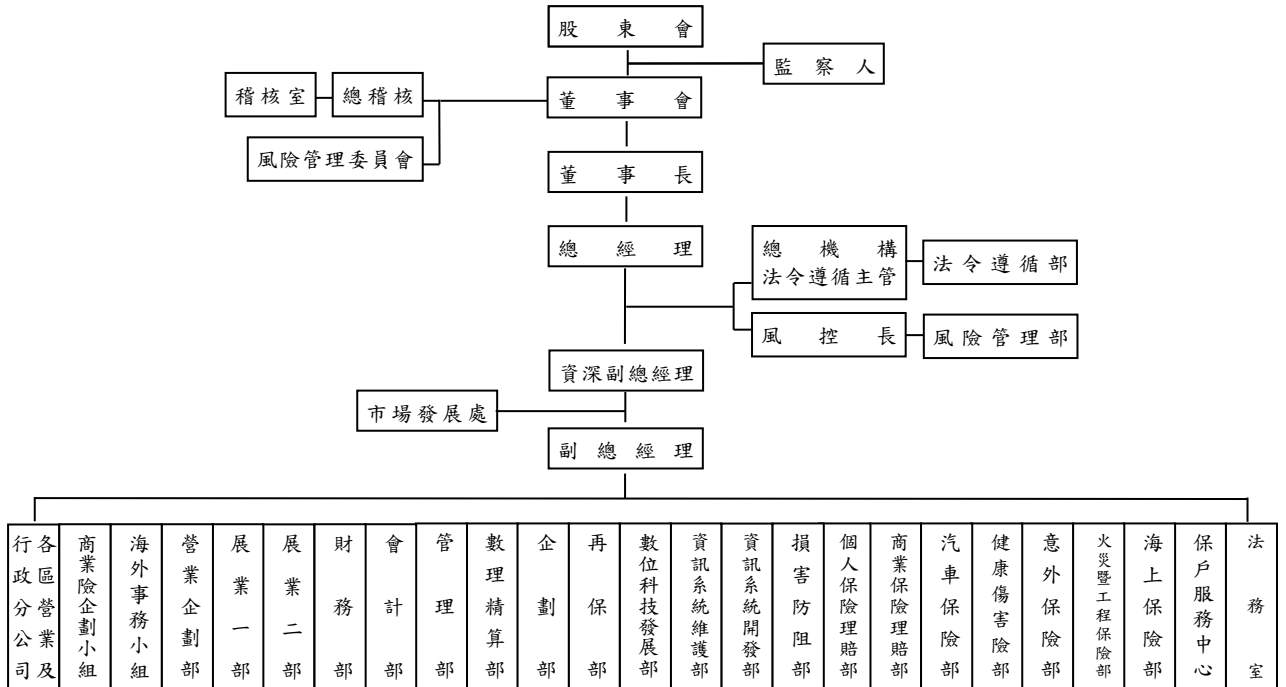 股東會
監察人
稽核室
總稽核
董事會
風險管理委員會
董事長
總經理
總機構
法令遵循主管
法令遵循部
風控長
風險管理部
資深副總經理
市場發展處
副總經理
各區營業及
行政分公司
商業險企劃小組
海外事務小組
營業企劃部
展業一部
展業二部
財務部
會計部
管理部
數理精算部
企劃部
再保部
數位科技發展部
資訊系統維護部
資訊系統開發部
損害防阻部
個人保險理賠部
商業保險理賠部
汽車保險部
健康傷害險部
意外保險部
火災暨工程保險部
海上保險部
保戶服務中心
法務室